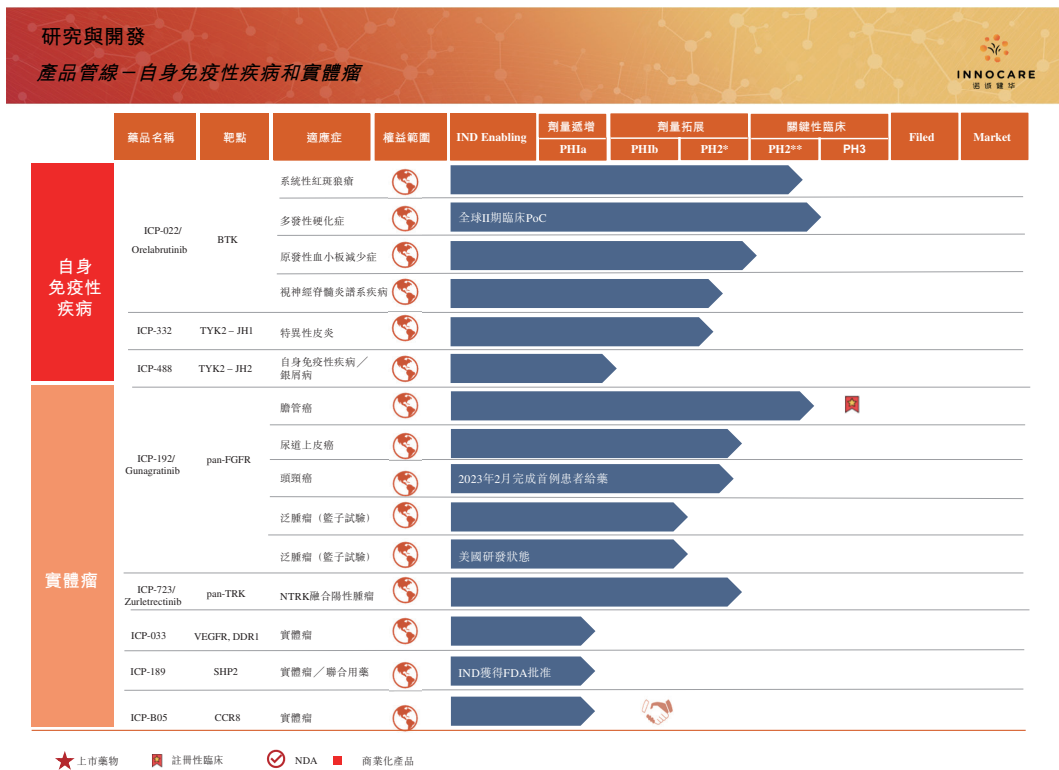 研究與開發
產品管線－自身免疫性疾病和實體瘤
INNOCARE
诺诚健华
藥品名稱
靶點
適應症
權益範圍
IND Enabling
劑量遞增
劑量拓展
關鍵性臨床
Filed
Market
PHIa
PHIb
PH2*
PH2**
PH3
自身
免疫性
疾病
ICP-022/
Orelabrutinib
BTK
系統性紅斑狼瘡
多發性硬化症
全球II期臨床PoC
原發性血小板減少症
視神經脊髓炎譜系疾病
ICP-332
TYK2 – JH1
特異性皮炎
ICP-488
TYK2 – JH2
自身免疫性疾病／
銀屑病
實體瘤
ICP-192/
Gunagratinib
pan-FGFR
膽管癌
尿道上皮癌
頭頸癌
2023年2月完成首例患者給藥
泛腫瘤（籃子試驗）
泛腫瘤（籃子試驗）
美國研發狀態
ICP-723/
Zurletrectinib
pan-TRK
NTRK融合陽性腫瘤
ICP-033
VEGFR, DDR1
實體瘤
ICP-189
SHP2
實體瘤／聯合用藥
IND獲得FDA批准
ICP-B05
CCR8
實體瘤
上市藥物
註冊性臨床
NDA
商業化產品